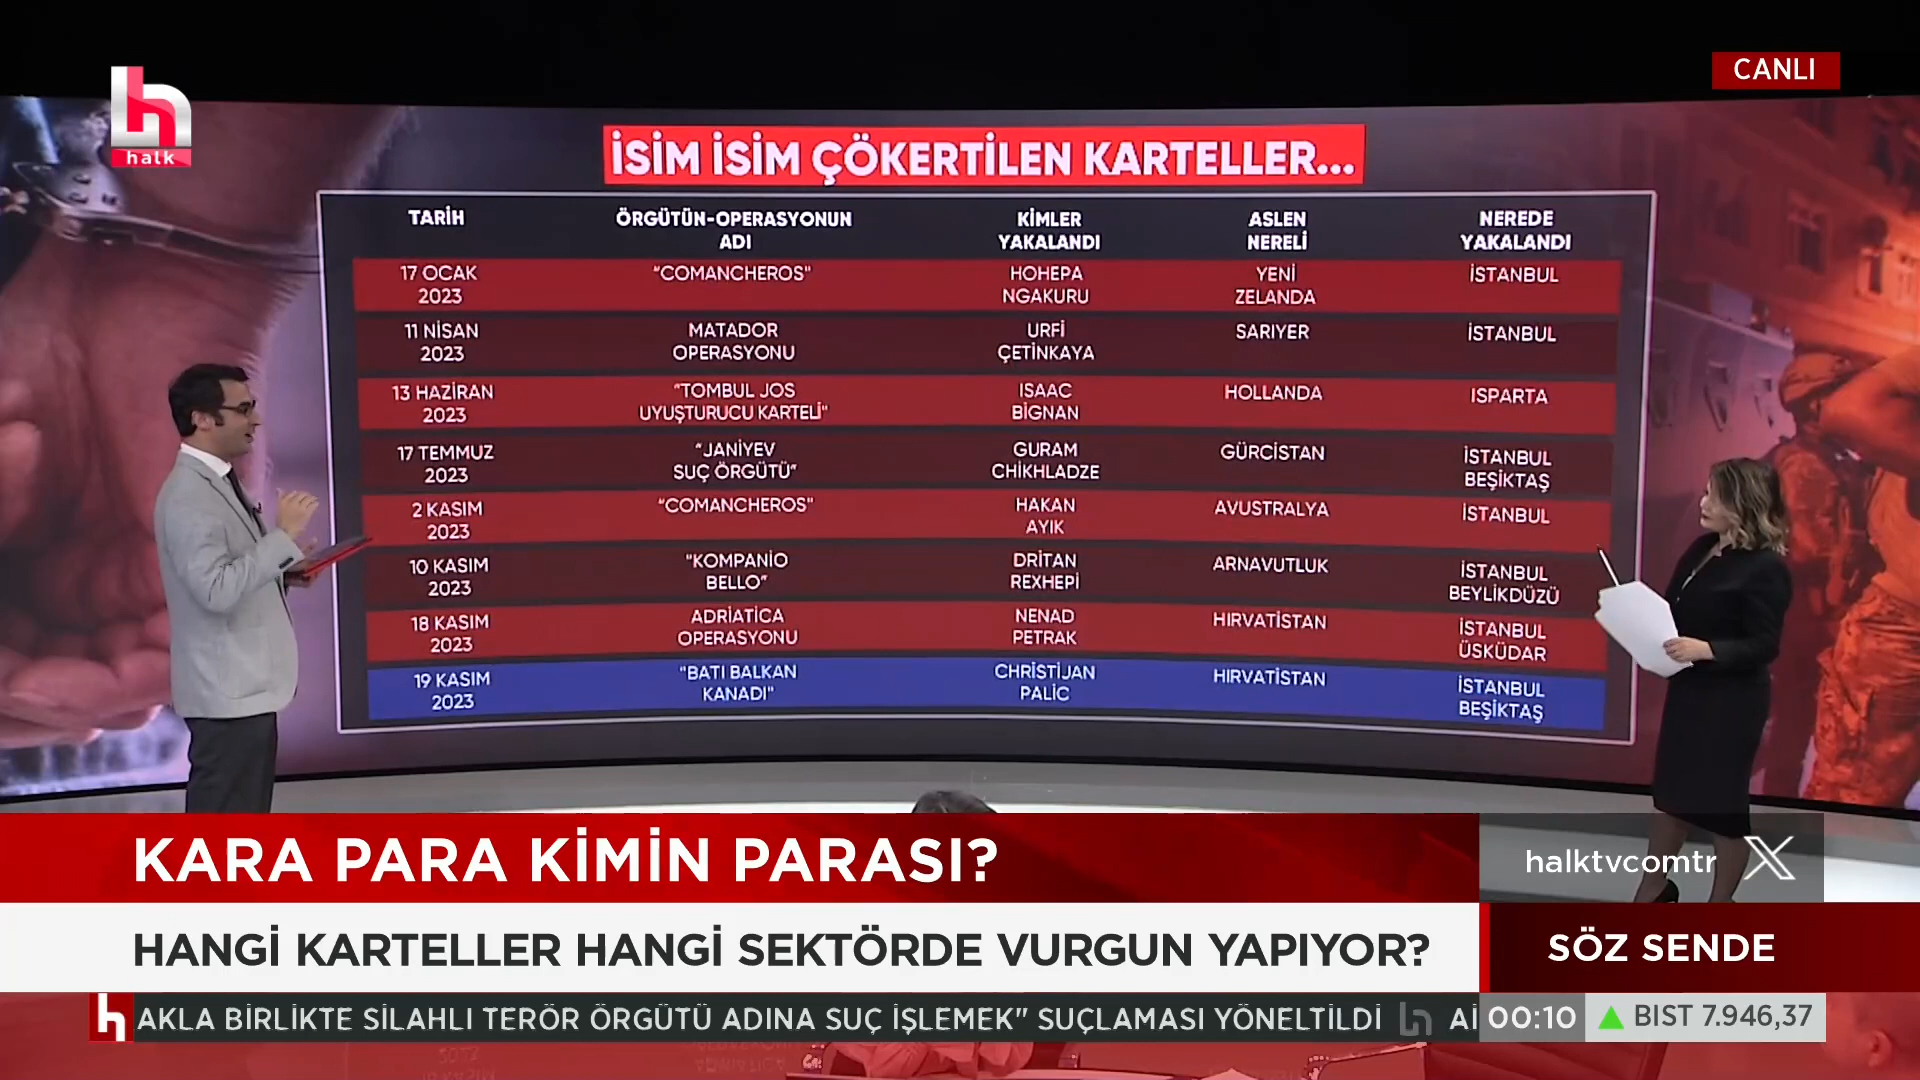 CANLI
h
halk
İSİM İSİM ÇÖKERTİLEN KARTELLER...
TARİH
ÖRGÜTÜN-OPERASYONUN
ADI
KİMLER
YAKALANDI
ASLEN
NERELİ
NEREDE
YAKALANDI
17 OCAK
2023
"COMANCHEROS"
HOHEPA
NGAKURU
YENİ
ZELANDA
İSTANBUL
11 NİSAN
2023
MATADOR
OPERASYONU
URFİ
ÇETİNKAYA
SARIYER
İSTANBUL
13 HAZİRAN
2023
"TOMBUL JOS
UYUŞTURUCU KARTELİ"
ISAAC
BİGNAN
HOLLANDA
ISPARTA
17 TEMMUZ
2023
"JANİYEV
SUÇ ÖRGÜTÜ"
GURAM
CHİKHLADZE
GÜRCİSTAN
İSTANBUL
BEŞİKTAŞ
2 KASIM
2023
"COMANCHEROS"
HAKAN
AYIK
AVUSTRALYA
İSTANBUL
10 KASIM
2023
"KOMPANİO
BELLO"
DRİTAN
REXHEPİ
ARNAVUTLUK
İSTANBUL
BEYLİKDÜZÜ
18 KASIM
2023
ADRİATİCA
OPERASYONU
NENAD
PETRAK
HIRVATİSTAN
İSTANBUL
ÜSKÜDAR
19 KASIM
2023
"BATI BALKAN
KANADI"
CHRİSTİJAN
PALİC
HIRVATİSTAN
İSTANBUL
BEŞİKTAŞ
KARA PARA KİMİN PARASI?
halktvcomtr X
HANGİ KARTELLER HANGİ SEKTÖRDE VURGUN YAPIYOR?
SÖZ SENDE
h AKLA BİRLİKTE SİLAHLI TERÖR ÖRGÜTÜ ADINA SUÇ İŞLEMEK" SUÇLAMASI YÖNELTİLDİ h Aİ 00:10 BIST 7.946,37